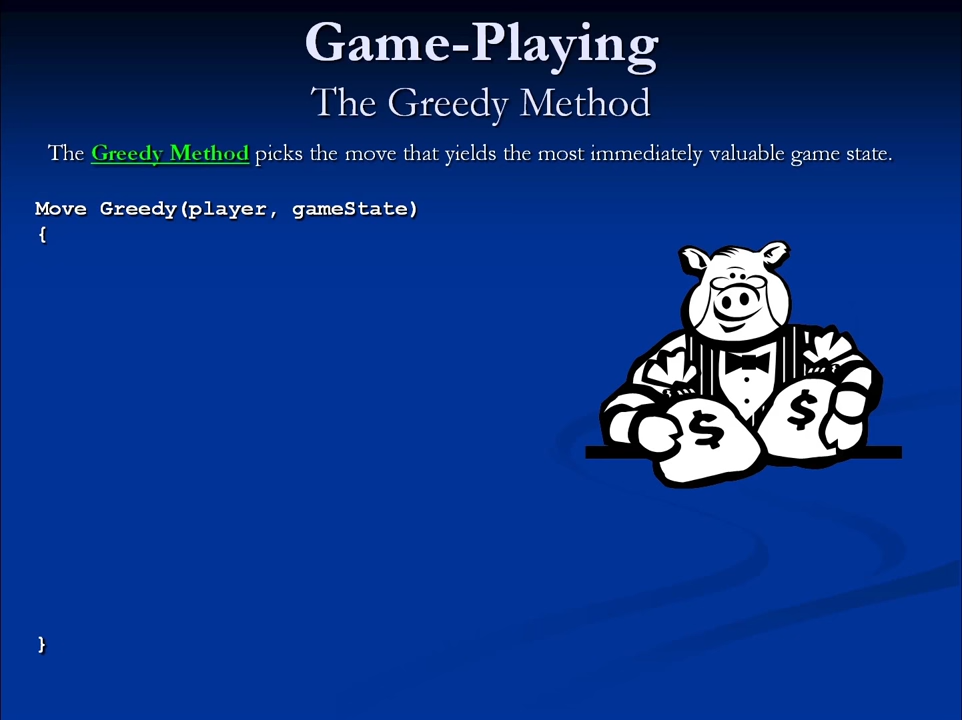 Game-Playing
The Greedy Method
The Greedy Method picks the move that yields the most immediately valuable game state.
Move Greedy(player, gameState)
{
$ $
}